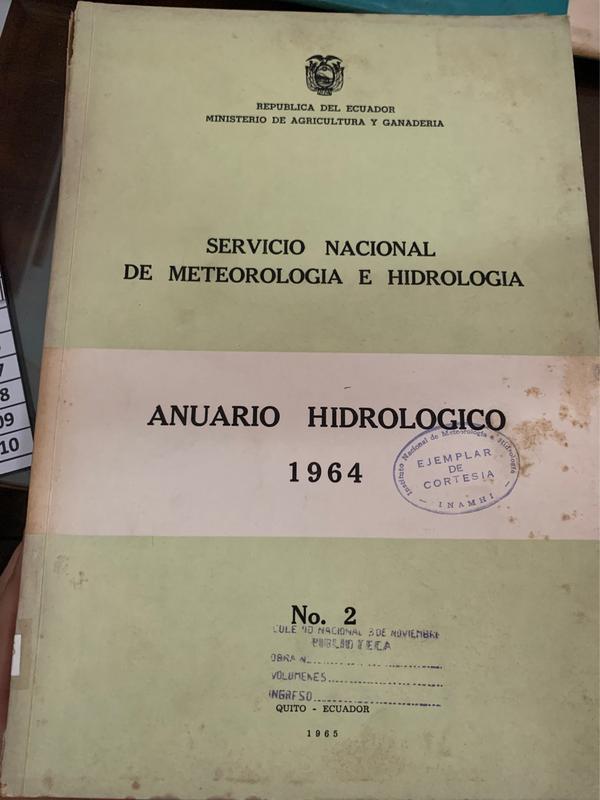 REPUBLICA DEL ECUADOR
MINISTERIO DE AGRICULTURA Y GANADERIA
SERVICIO NACIONAL
DE METEOROLOGIA E HIDROLOGIA
ANUARIO HIDROLOGICO
1964
Instituto Nacional de Meteorología e Hidrología
EJEMPLAR
DE
CORTESIA
— INAMHI —
No. 2
NACIONAL 3 DE NOVIEMBRE
BIBLIOTECA
OBRA N.
VOLUMENES
INGRESO
QUITO - ECUADOR
1965
7
8
09
10